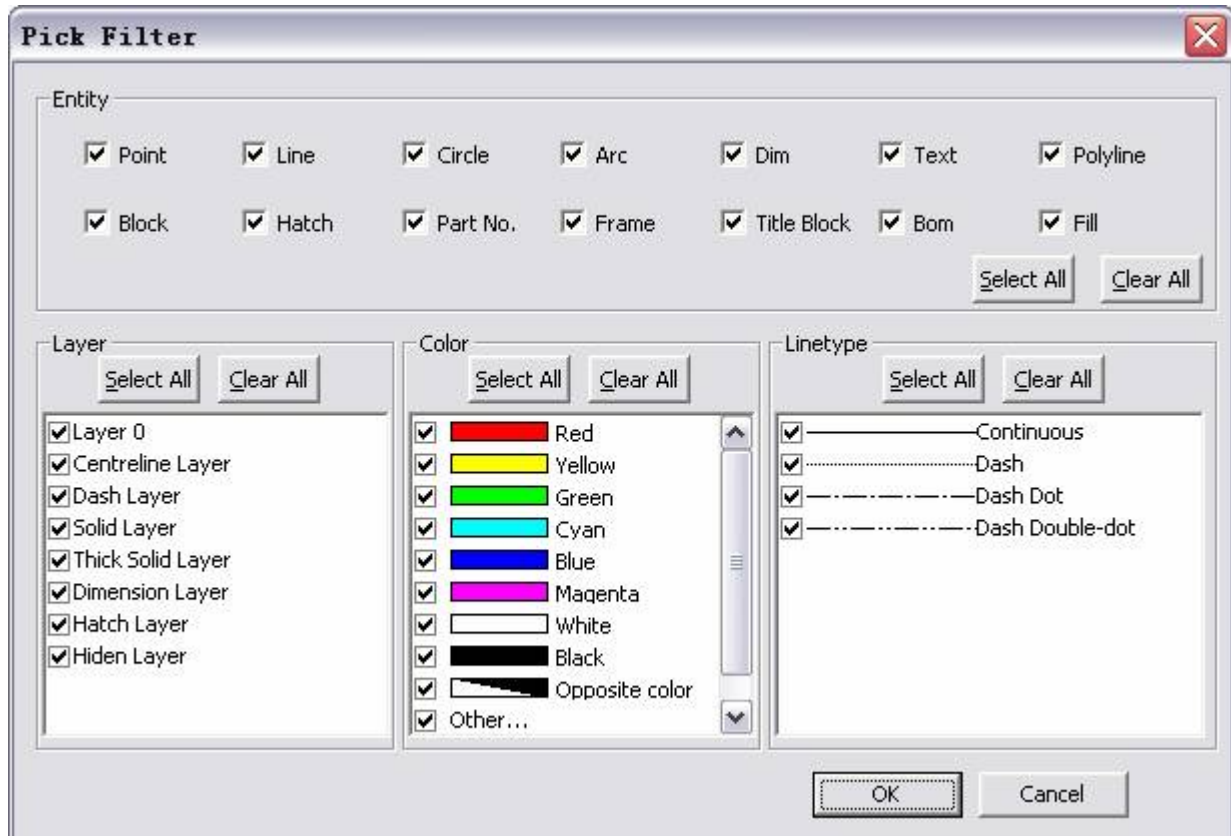 Pick Filter
Entity
Point Line Circle Arc Dim Text Polyline
Block Hatch Part No. Frame Title Block Bom Fill
Select All Clear All
Layer
Select All Clear All
Layer 0
Centreline Layer
Dash Layer
Solid Layer
Thick Solid Layer
Dimension Layer
Hatch Layer
Hiden Layer
Color
Select All Clear All
Red
Yellow
Green
Cyan
Blue
Magenta
White
Black
Opposite color
Other...
Linetype
Select All Clear All
Continuous
Dash
Dash Dot
Dash Double-dot
OK Cancel